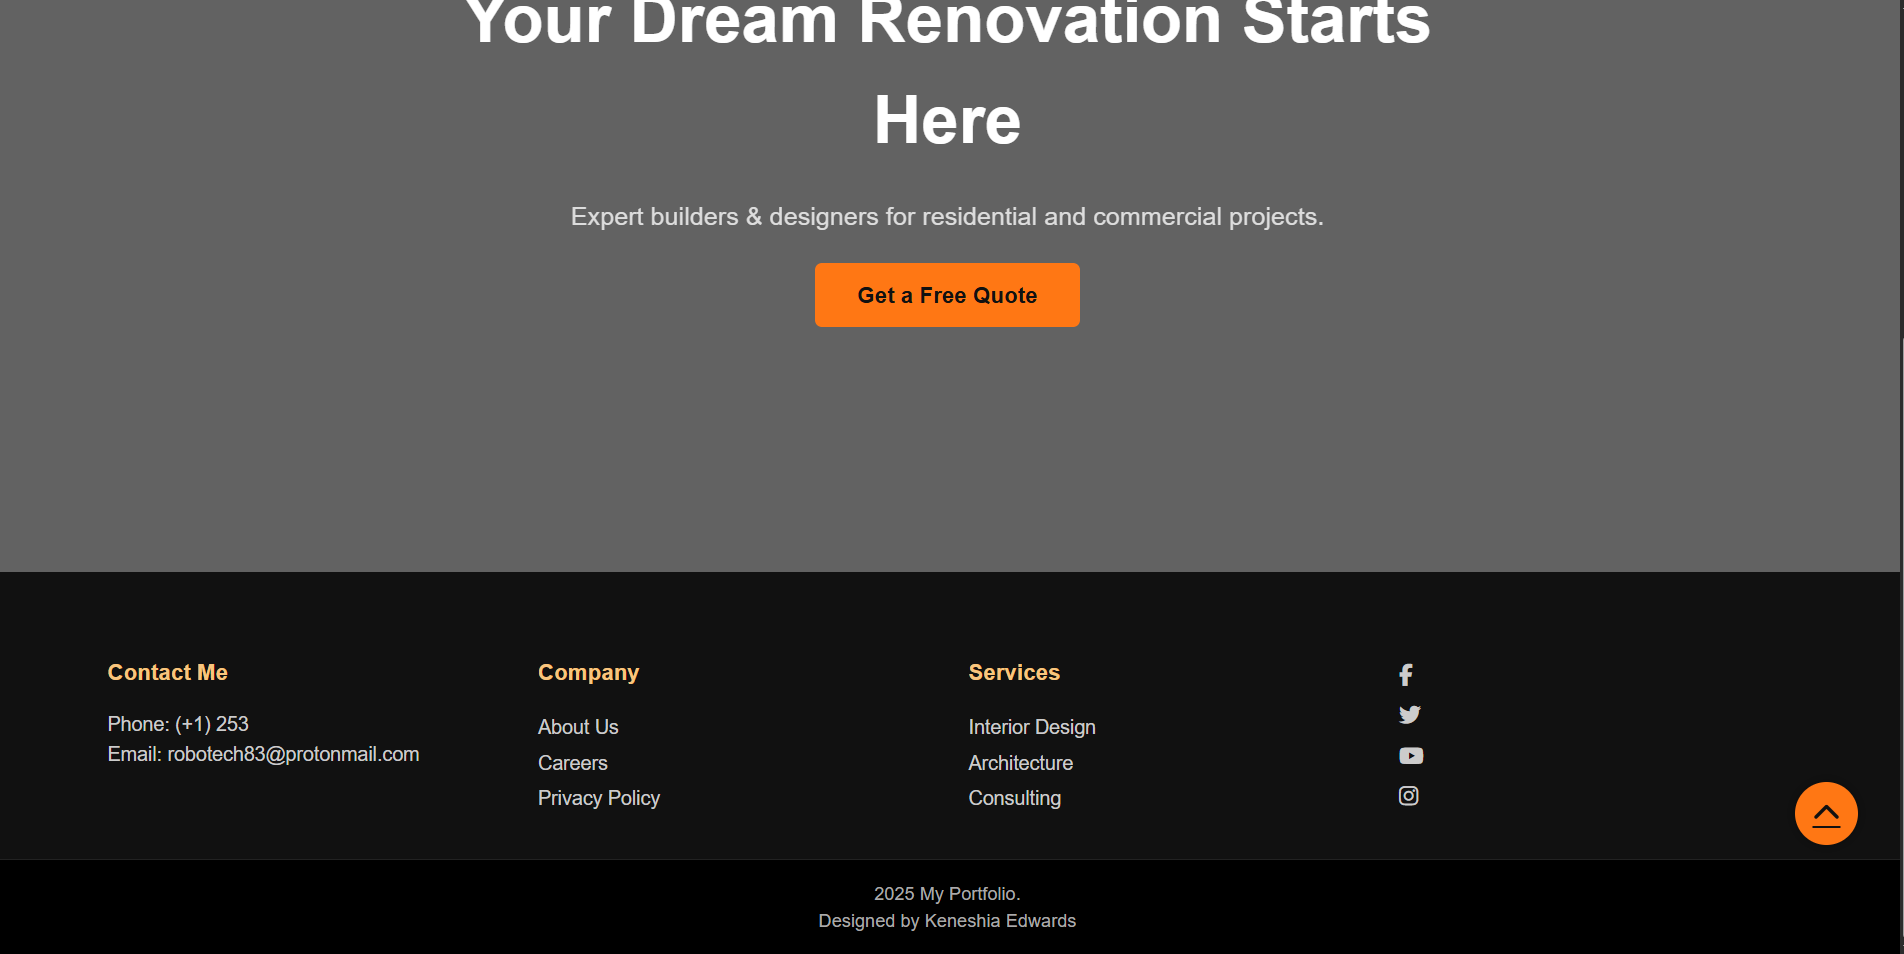 Your Dream Renovation Starts
Here
Expert builders & designers for residential and commercial projects.
Get a Free Quote
Contact Me
Phone: (+1) 253
Email: robotech83@protonmail.com
Company
About Us
Careers
Privacy Policy
Services
Interior Design
Architecture
Consulting
2025 My Portfolio.
Designed by Keneshia Edwards